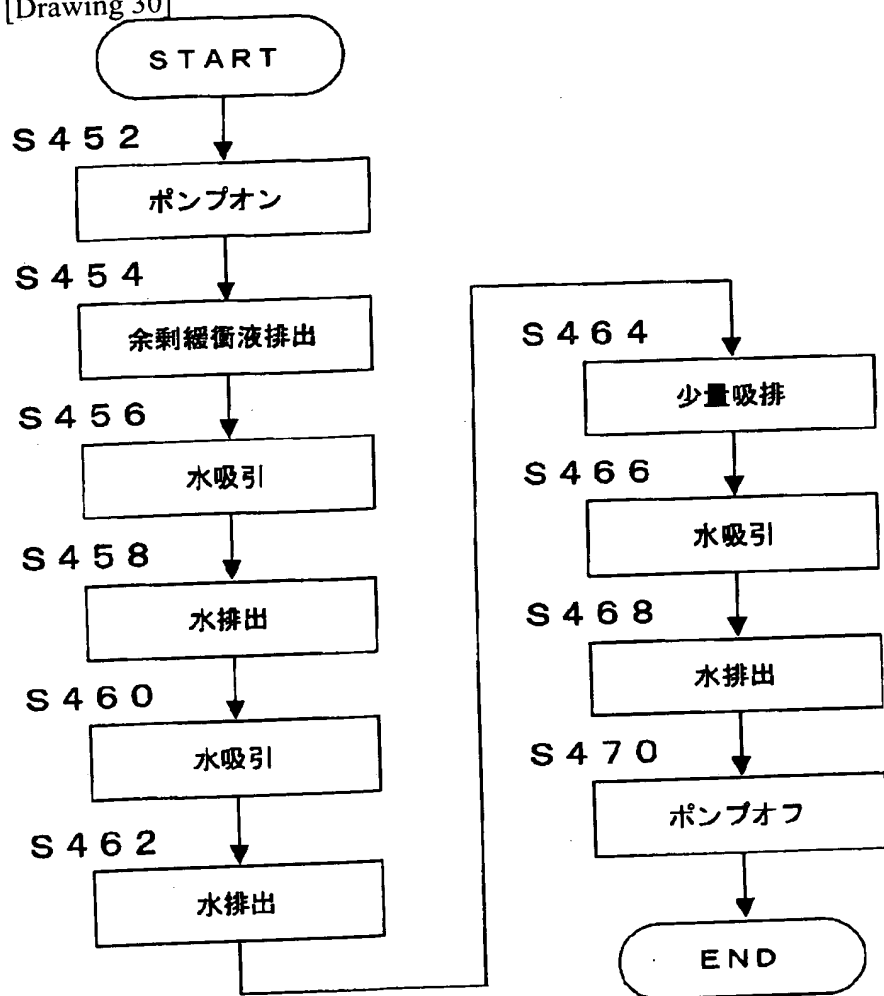 [Drawing 30]
START
S452
ポンプオン
S454
余剰緩衝液排出
S456
水吸引
S458
水排出
S460
水吸引
S462
水排出
S464
少量吸排
S466
水吸引
S468
水排出
S470
ポンプオフ
END